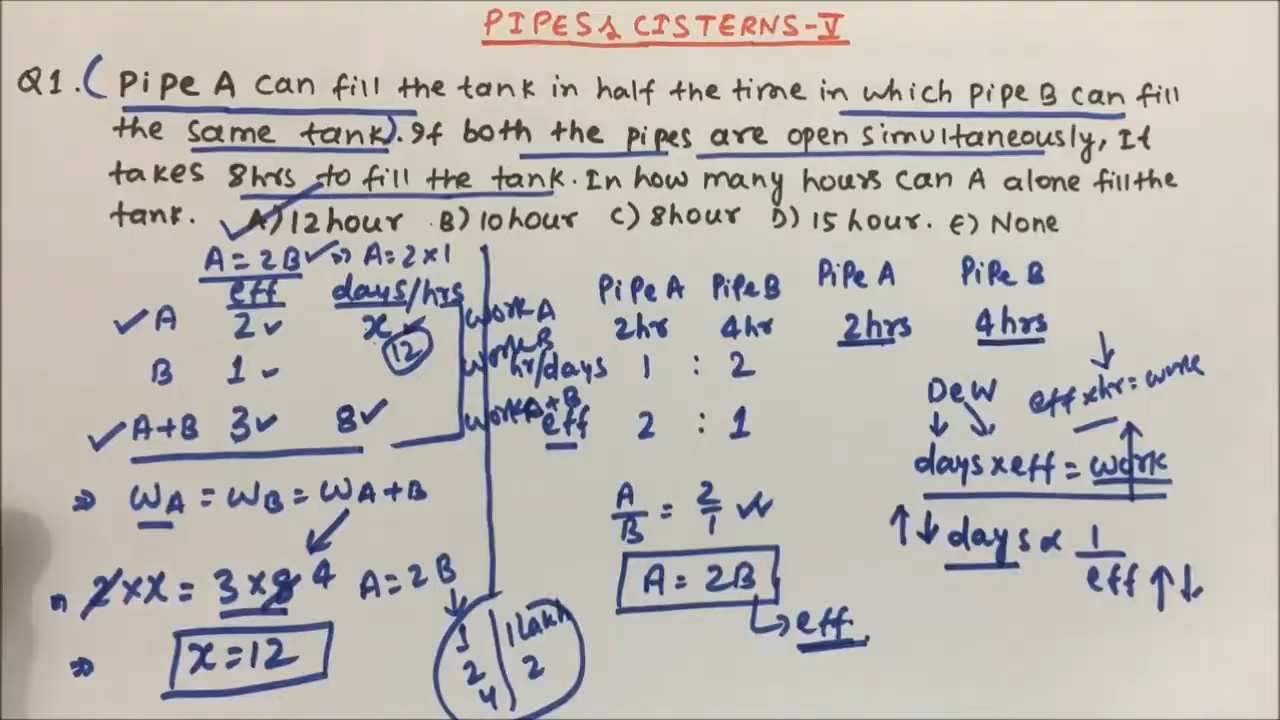 PIPES & CISTERNS-V
Q1. (Pipe A can fill the tank in half the time in which pipe B can fill
the same tank). If both the pipes are open simultaneously, It
takes 8hrs to fill the tank. In how many hours can A alone fill the
tank. A) 12 hour B) 10 hour C) 8 hour D) 15 hour. E) None
A = 2B ✓ ⇒ A = 2 × 1
eff days/hrs
✓ A 2 ✓ x ✓ work A
12
B 1 work B
✓ A+B 3 ✓ 8 ✓ work A+B
⇒ WA = WB = WA+B
⇒ 2 × x = 3 × 8 4 A = 2B
⇒ x = 12
1 1 Lakh
2 2
4
Pipe A Pipe B Pipe A Pipe B
2hr 4hr 2hrs 4hrs
hr/days 1 : 2
eff 2 : 1
A/B = 2/1
A = 2B
eff.
DeW eff × hr = work
days × eff = work
↑↓ days ∝ 1/eff ↑↓